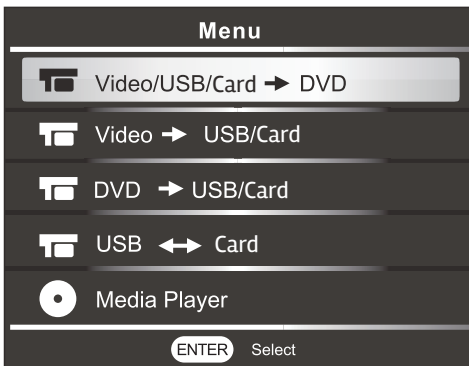 Menu
Video/USB/Card → DVD
Video → USB/Card
DVD → USB/Card
USB ↔ Card
Media Player
ENTER Select